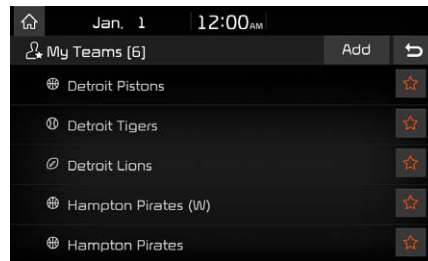 Jan. 1 12:00AM
My Teams [6] Add
Detroit Pistons
Detroit Tigers
Detroit Lions
Hampton Pirates (W)
Hampton Pirates